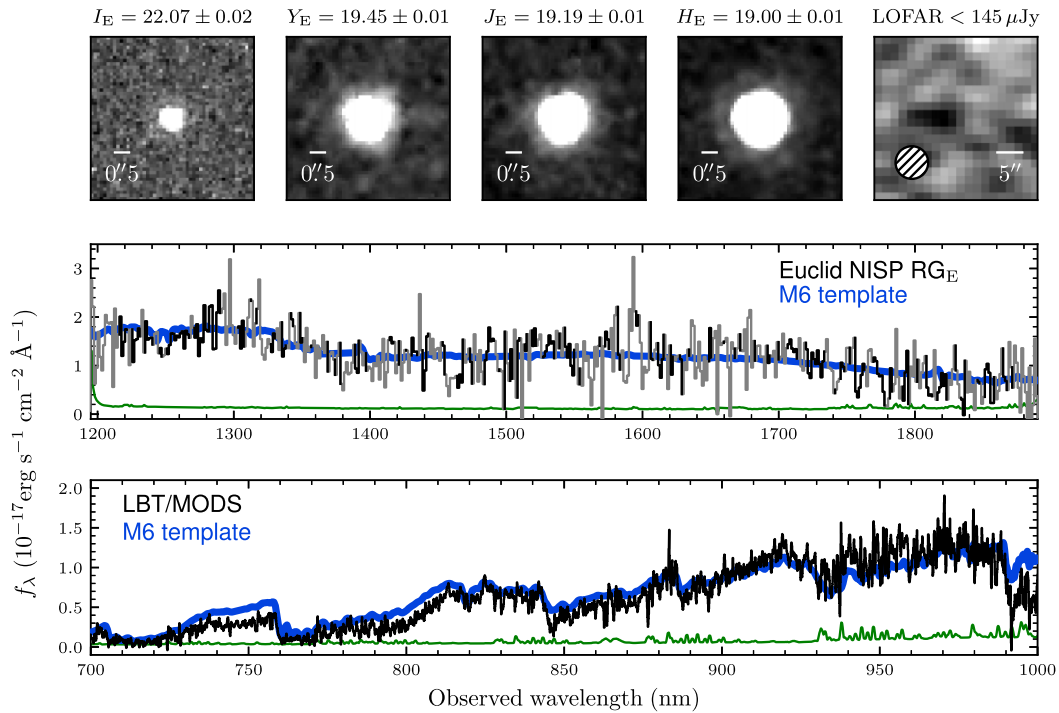 I_E = 22.07 ± 0.02 Y_E = 19.45 ± 0.01 J_E = 19.19 ± 0.01 H_E = 19.00 ± 0.01 LOFAR < 145 μJy
0″.5 0″.5 0″.5 0″.5 5″
3
2
1
0
Euclid NISP RG_E
M6 template
1200 1300 1400 1500 1600 1700 1800
f_λ (10^−17 erg s^−1 cm^−2 Å^−1)
2.0
1.5
1.0
0.5
0.0
LBT/MODS
M6 template
700 750 800 850 900 950 1000
Observed wavelength (nm)